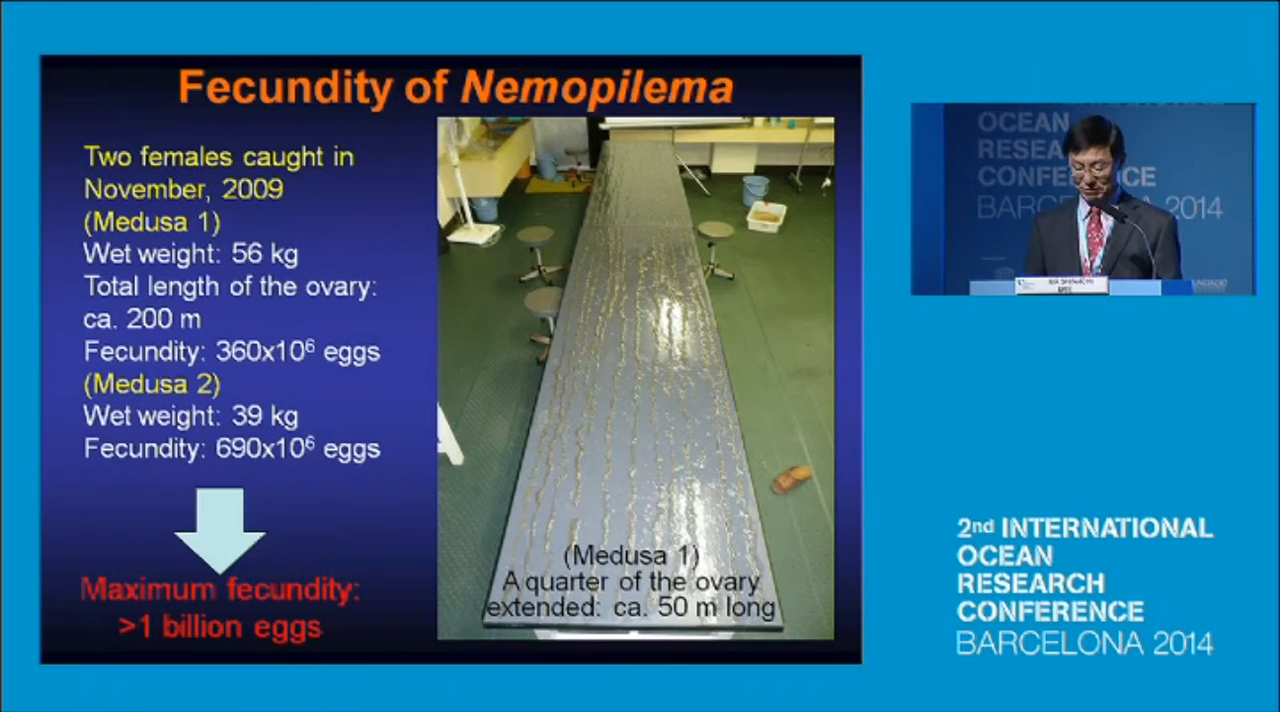 Fecundity of Nemopilema
Two females caught in
November, 2009
(Medusa 1)
Wet weight: 56 kg
Total length of the ovary:
ca. 200 m
Fecundity: 360x10⁶ eggs
(Medusa 2)
Wet weight: 39 kg
Fecundity: 690x10⁶ eggs
Maximum fecundity:
>1 billion eggs
(Medusa 1)
A quarter of the ovary
extended: ca. 50 m long
OCEAN
CONFERENCE
BARCELONA 2014
2nd INTERNATIONAL
OCEAN
RESEARCH
CONFERENCE
BARCELONA 2014